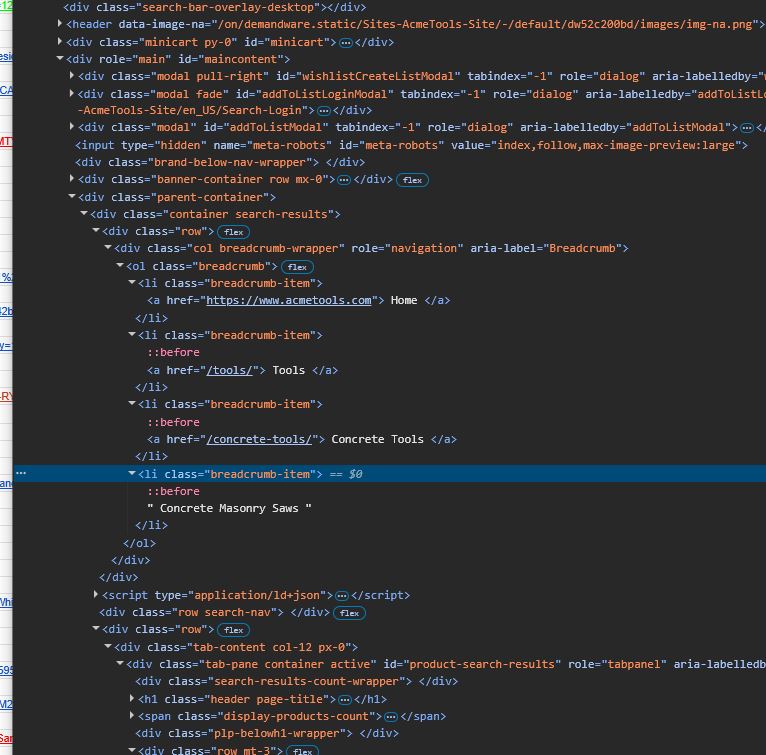 <div class="search-bar-overlay-desktop"></div>
<header data-image-na="/on/demandware.static/Sites-AcmeTools-Site/-/default/dw52c200bd/images/img-na.png">
<div class="minicart py-0" id="minicart">…</div>
<div role="main" id="maincontent">
<div class="modal pull-right" id="wishlistCreateListModal" tabindex="-1" role="dialog" aria-labelledby="
<div class="modal fade" id="addToListLoginModal" tabindex="-1" role="dialog" aria-labelledby="addToListLo
-AcmeTools-Site/en_US/Search-Login">…</div>
<div class="modal" id="addToListModal" tabindex="-1" role="dialog" aria-labelledby="addToListModal">…</
<input type="hidden" name="meta-robots" id="meta-robots" value="index,follow,max-image-preview:large">
<div class="brand-below-nav-wrapper"> </div>
<div class="banner-container row mx-0">…</div> flex
<div class="parent-container">
<div class="container search-results">
<div class="row"> flex
<div class="col breadcrumb-wrapper" role="navigation" aria-label="Breadcrumb">
<ol class="breadcrumb"> flex
<li class="breadcrumb-item">
<a href="https://www.acmetools.com"> Home </a>
</li>
<li class="breadcrumb-item">
::before
<a href="/tools/"> Tools </a>
</li>
<li class="breadcrumb-item">
::before
<a href="/concrete-tools/"> Concrete Tools </a>
</li>
… <li class="breadcrumb-item"> == $0
::before
" Concrete Masonry Saws "
</li>
</ol>
</div>
</div>
<script type="application/ld+json">…</script>
<div class="row search-nav"> </div> flex
<div class="row"> flex
<div class="tab-content col-12 px-0">
<div class="tab-pane container active" id="product-search-results" role="tabpanel" aria-labelledb
<div class="search-results-count-wrapper"> </div>
<h1 class="header page-title">…</h1>
<span class="display-products-count">…</span>
<div class="plp-belowh1-wrapper"> </div>
<div class="row mt-3"> flex